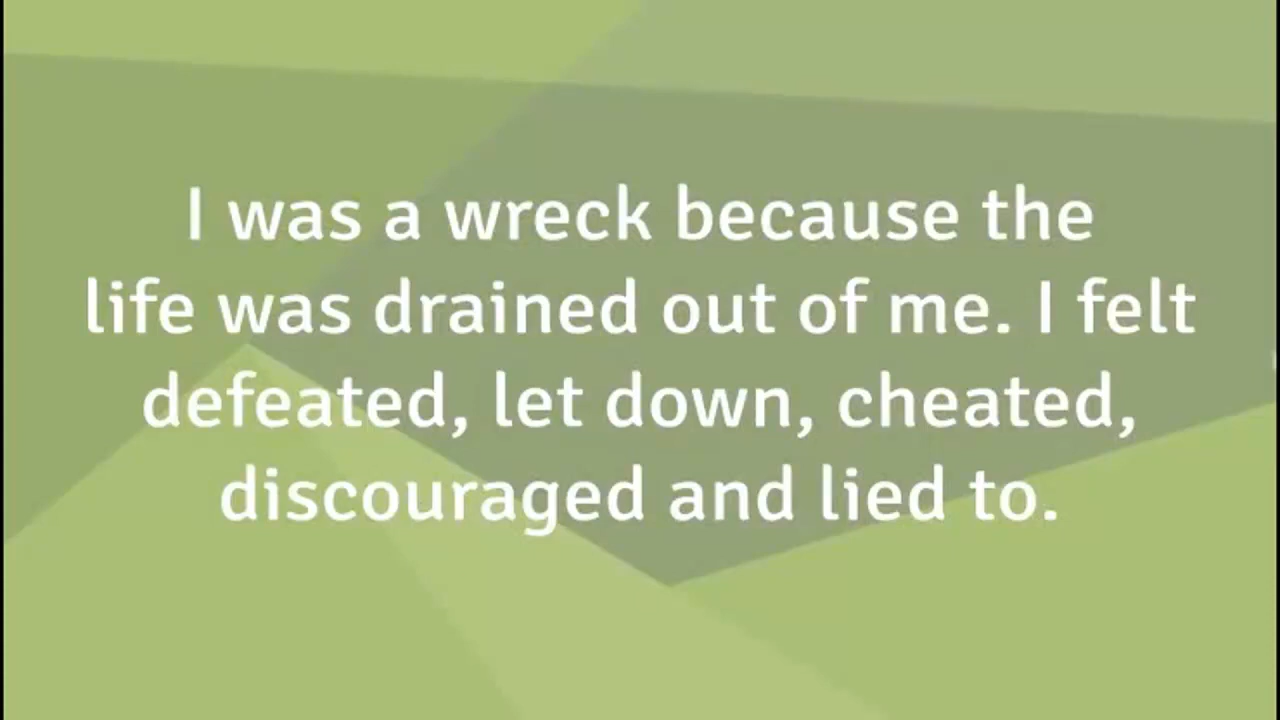 I was a wreck because the
life was drained out of me. I felt
defeated, let down, cheated,
discouraged and lied to.